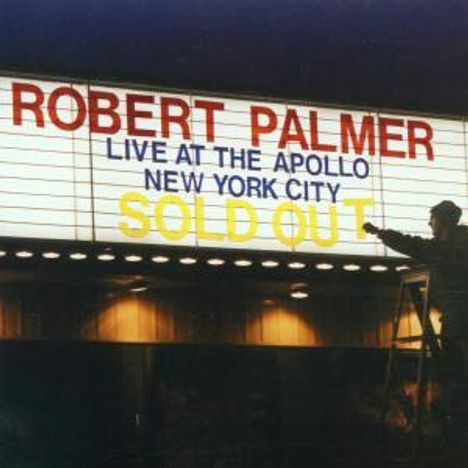 ROBERT PALMER
LIVE AT THE APOLLO
NEW YORK CITY
SOLD OUT